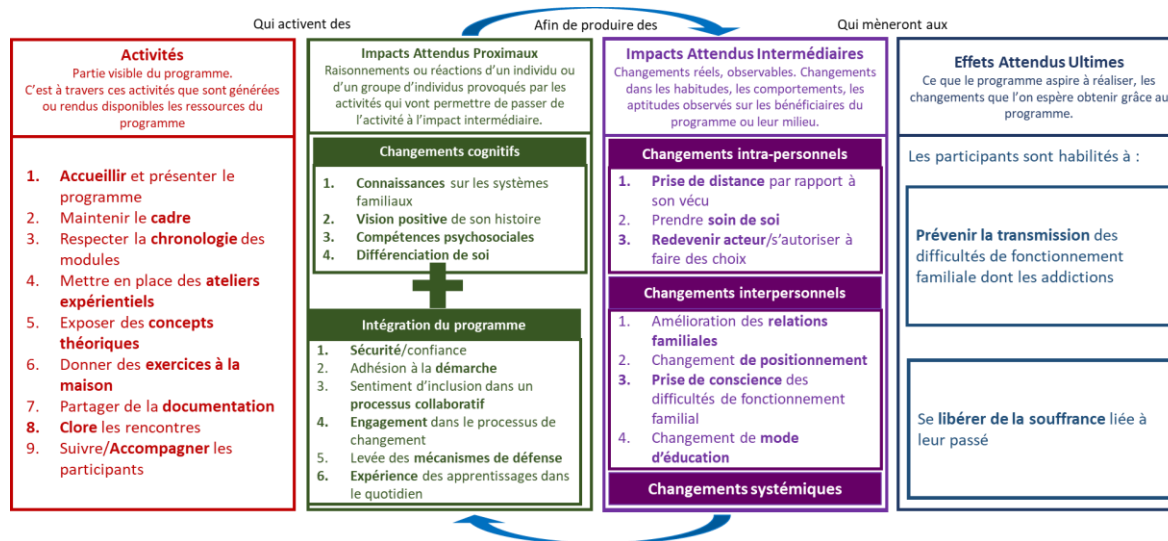 Qui activent des
Afin de produire des
Qui mèneront aux
Activités
Partie visible du programme.
C'est à travers ces activités que sont générées
ou rendus disponibles les ressources du
programme
1. Accueillir et présenter le
programme
2. Maintenir le cadre
3. Respecter la chronologie des
modules
4. Mettre en place des ateliers
expérientiels
5. Exposer des concepts
théoriques
6. Donner des exercices à la
maison
7. Partager de la documentation
8. Clore les rencontres
9. Suivre/Accompagner les
participants
Impacts Attendus Proximaux
Raisonnements ou réactions d'un individu ou
d'un groupe d'individus provoqués par les
activités qui vont permettre de passer de
l'activité à l'impact intermédiaire.
Changements cognitifs
1. Connaissances sur les systèmes
familiaux
2. Vision positive de son histoire
3. Compétences psychosociales
4. Différenciation de soi
Intégration du programme
1. Sécurité/confiance
2. Adhésion à la démarche
3. Sentiment d'inclusion dans un
processus collaboratif
4. Engagement dans le processus de
changement
5. Levée des mécanismes de défense
6. Expérience des apprentissages dans
le quotidien
Impacts Attendus Intermédiaires
Changements réels, observables. Changements
dans les habitudes, les comportements, les
aptitudes observés sur les bénéficiaires du
programme ou leur milieu.
Changements intra-personnels
1. Prise de distance par rapport à
son vécu
2. Prendre soin de soi
3. Redevenir acteur/s'autoriser à
faire des choix
Changements interpersonnels
1. Amélioration des relations
familiales
2. Changement de positionnement
3. Prise de conscience des
difficultés de fonctionnement
familial
4. Changement de mode
d'éducation
Changements systémiques
Effets Attendus Ultimes
Ce que le programme aspire à réaliser, les
changements que l'on espère obtenir grâce au
programme.
Les participants sont habilités à :
Prévenir la transmission des
difficultés de fonctionnement
familiale dont les addictions
Se libérer de la souffrance liée à
leur passé